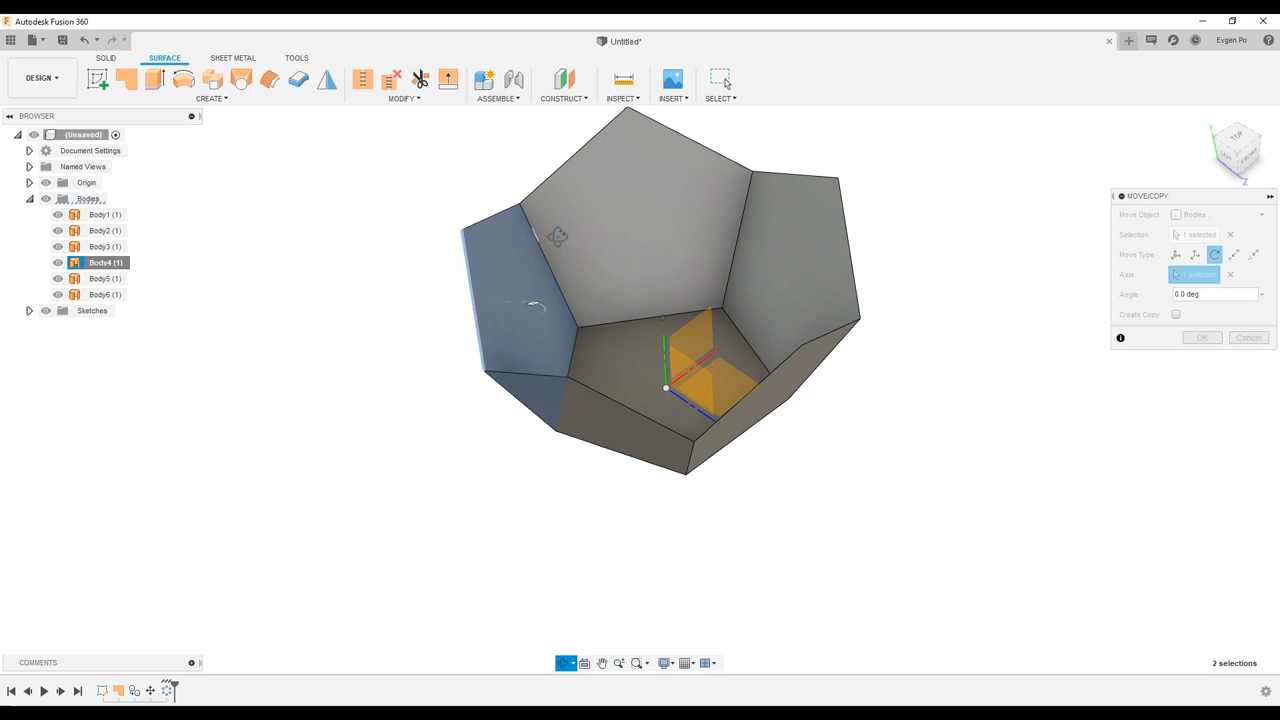 Autodesk Fusion 360
Untitled*
Evgen Po
SOLID SURFACE SHEET METAL TOOLS
DESIGN
CREATE MODIFY ASSEMBLE CONSTRUCT INSPECT INSERT SELECT
BROWSER
(Unsaved)
Document Settings
Named Views
Origin
Bodies
Body1 (1)
Body2 (1)
Body3 (1)
Body4 (1)
Body5 (1)
Body6 (1)
Sketches
TOP
LEFT
FRONT
Y
Z
MOVE/COPY
Move Object Bodies...
Selection 1 selected
Move Type
Axis 1 selected
Angle 0.0 deg
Create Copy
OK Cancel
COMMENTS
2 selections